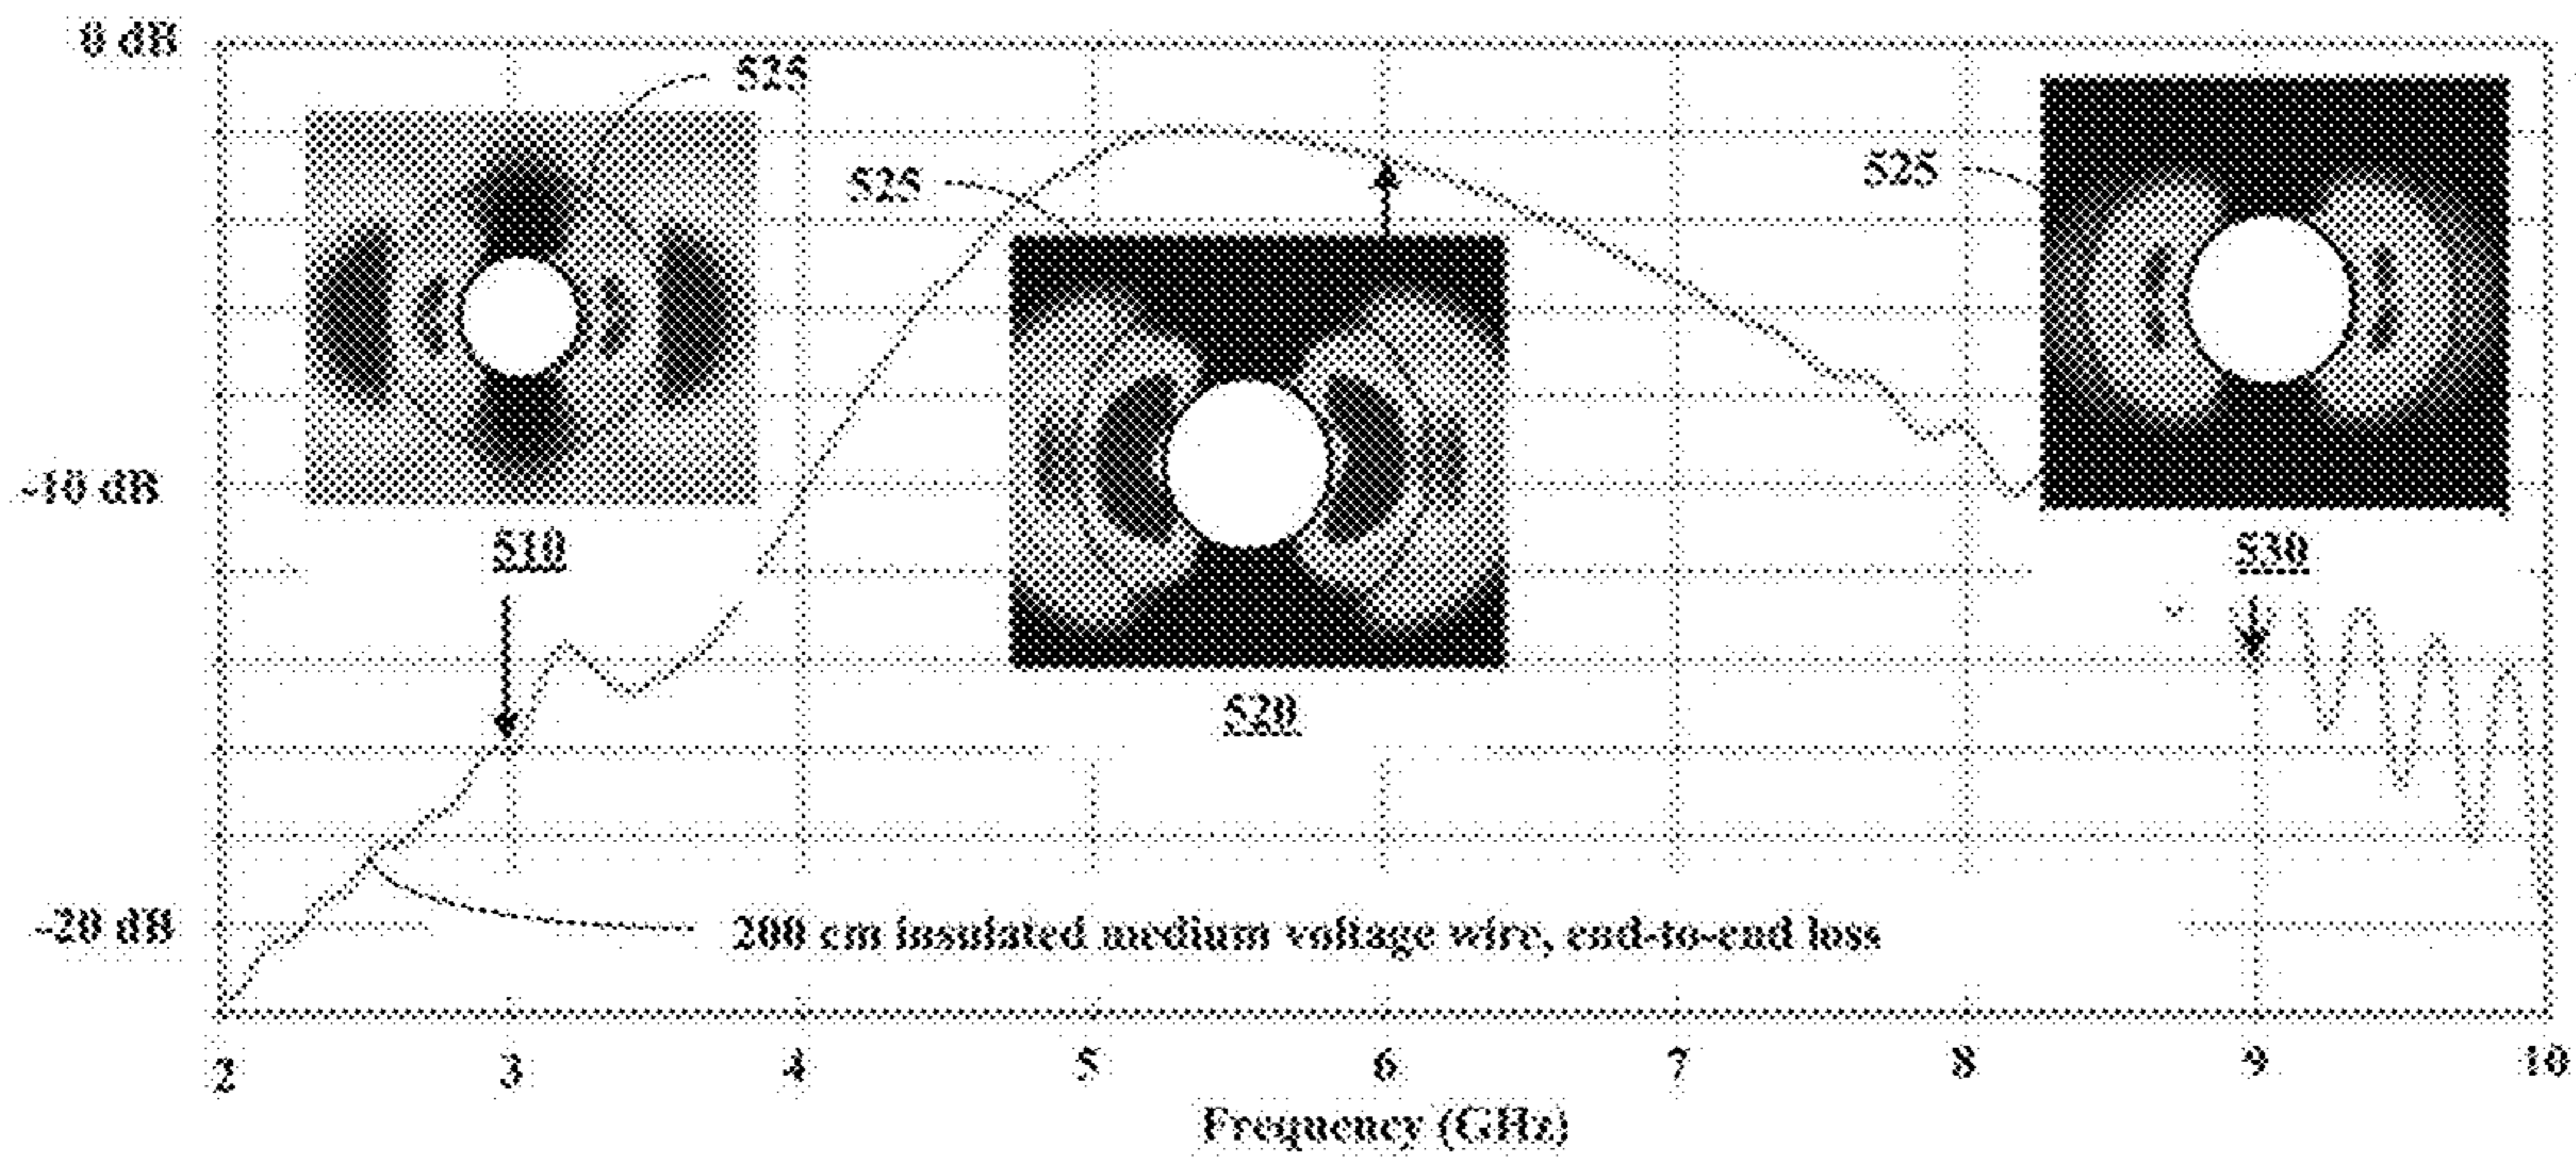 0 dB
525
525
525
-10 dB
510
530
520
-20 dB
200 cm insulated medium voltage wire, end-to-end loss
2 3 4 5 6 7 8 9 10
Frequency (GHz)